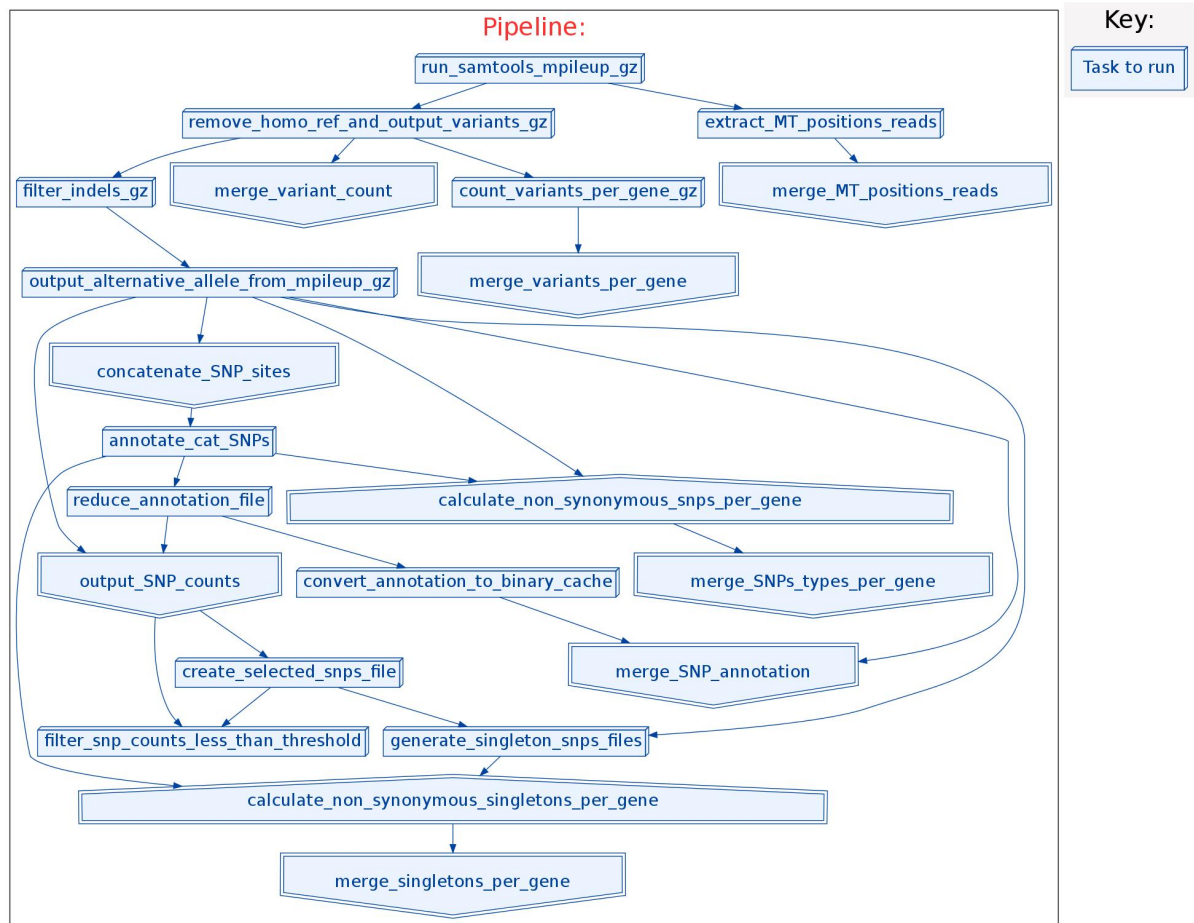 Pipeline:
Key:
Task to run
run_samtools_mpileup_gz
remove_homo_ref_and_output_variants_gz
extract_MT_positions_reads
filter_indels_gz
merge_variant_count
count_variants_per_gene_gz
merge_MT_positions_reads
output_alternative_allele_from_mpileup_gz
merge_variants_per_gene
concatenate_SNP_sites
annotate_cat_SNPs
reduce_annotation_file
calculate_non_synonymous_snps_per_gene
output_SNP_counts
convert_annotation_to_binary_cache
merge_SNPs_types_per_gene
create_selected_snps_file
merge_SNP_annotation
filter_snp_counts_less_than_threshold
generate_singleton_snps_files
calculate_non_synonymous_singletons_per_gene
merge_singletons_per_gene